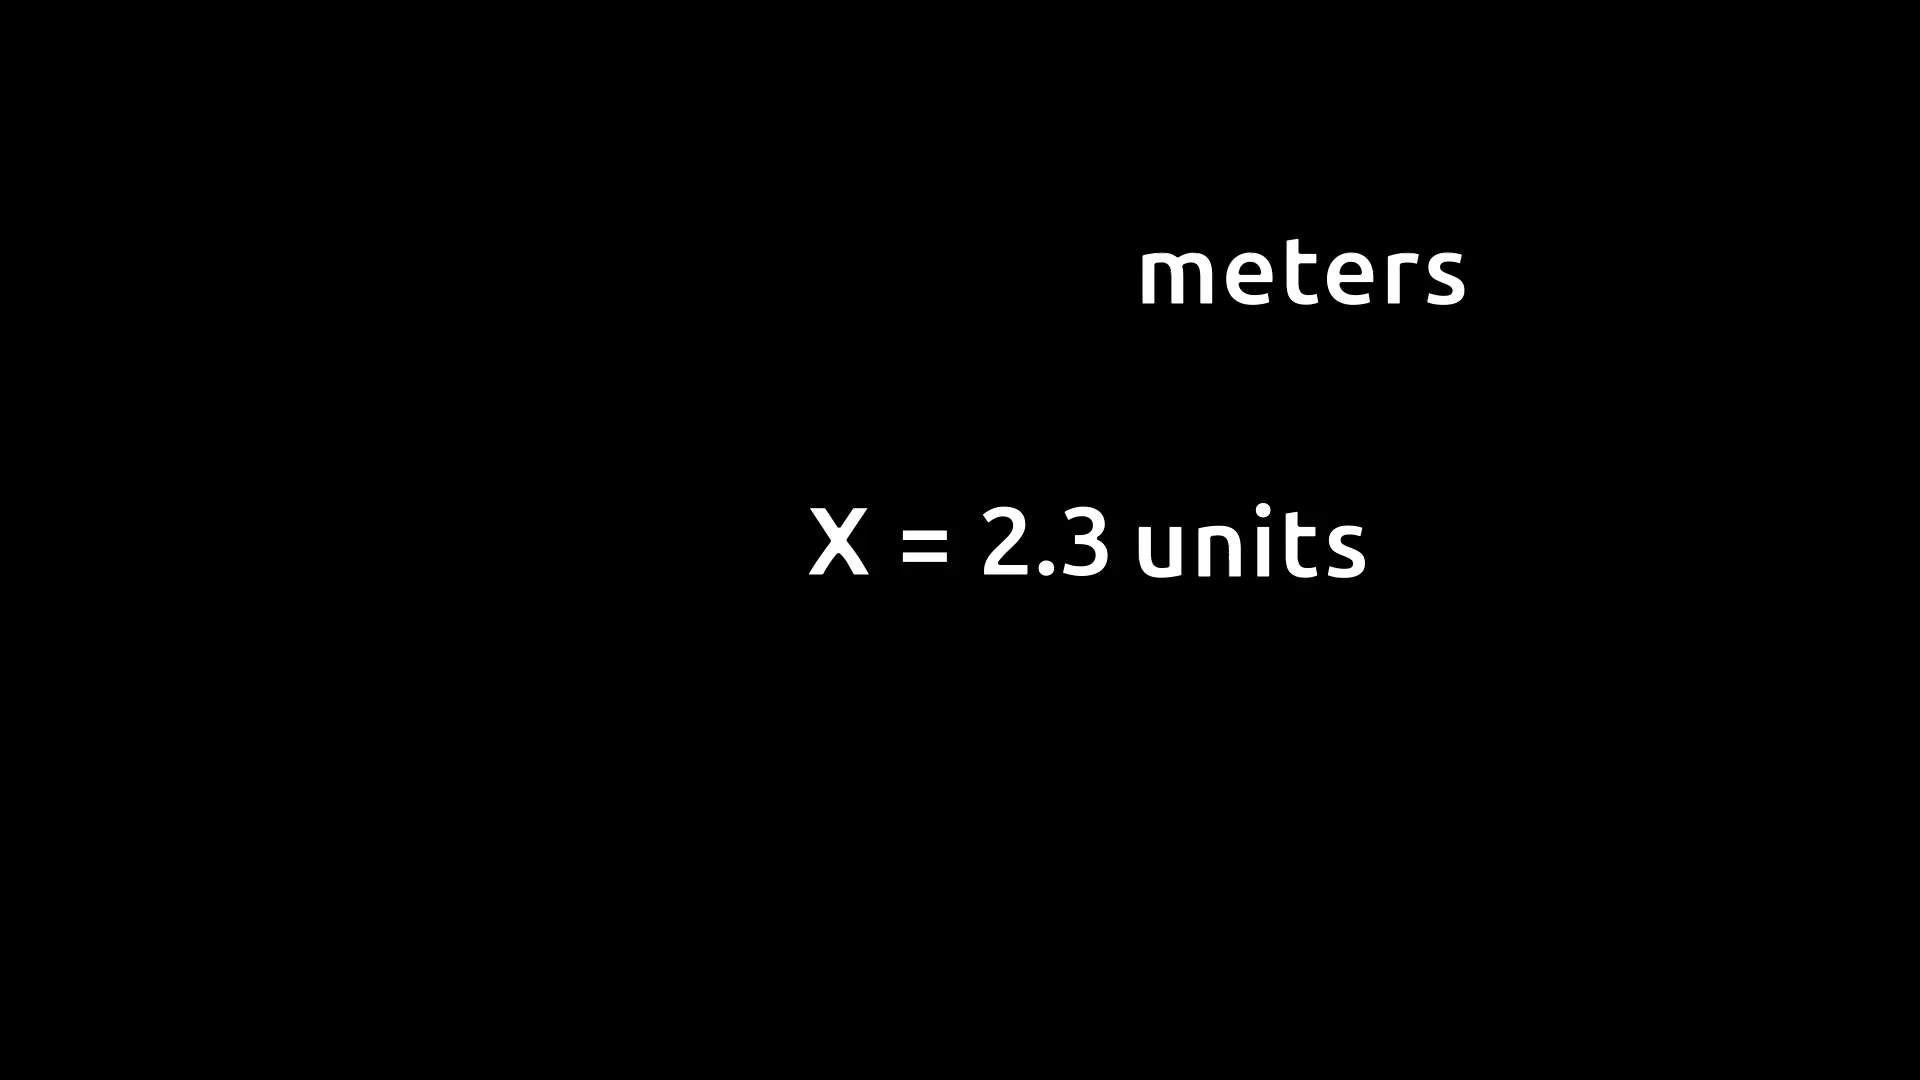 meters
X = 2.3 units